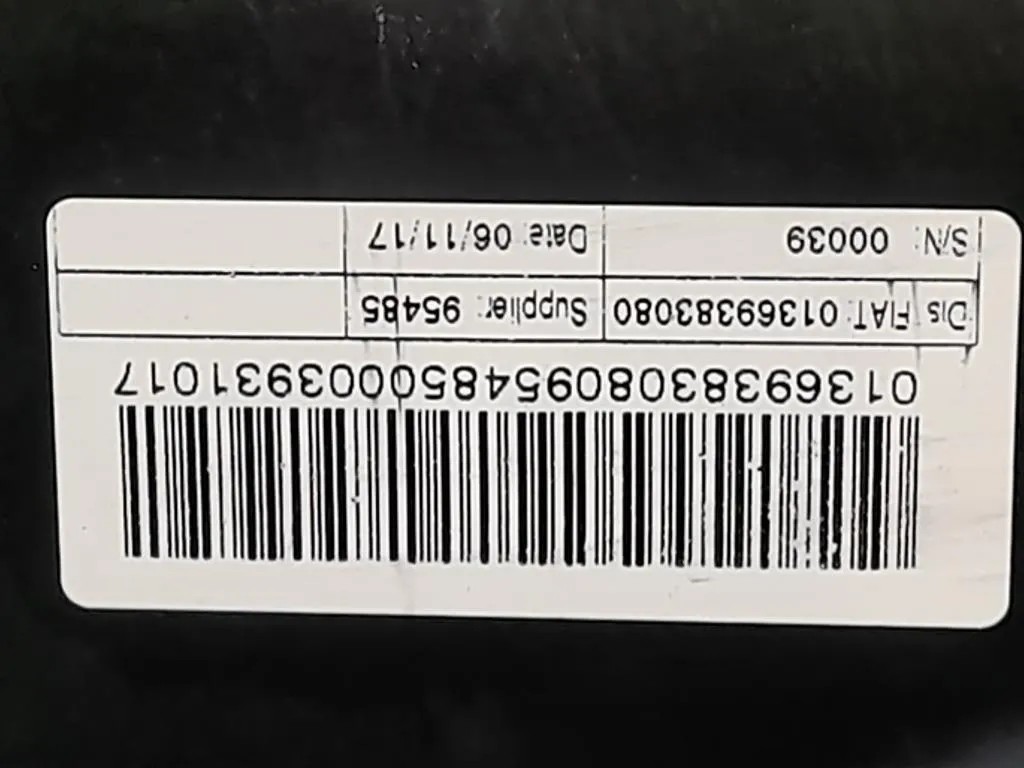 01369383080954850003931017
Dis FIAT: 01369383080 Supplier: 95485
S/N: 00039 Date: 06/11/17